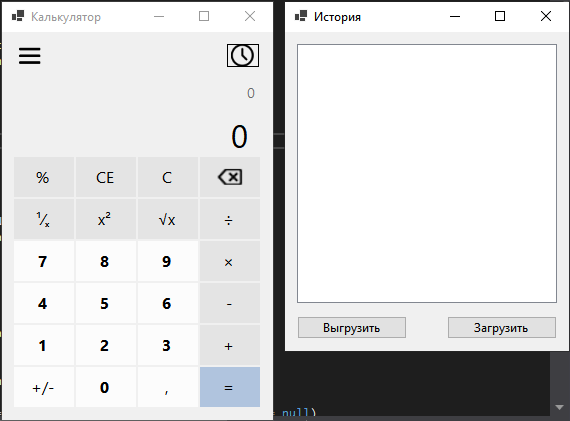 Калькулятор
История
0
0
% CE C
¹⁄ₓ x² √x ÷
7 8 9 ×
4 5 6 -
1 2 3 +
+/- 0 , =
Выгрузить Загрузить
null)